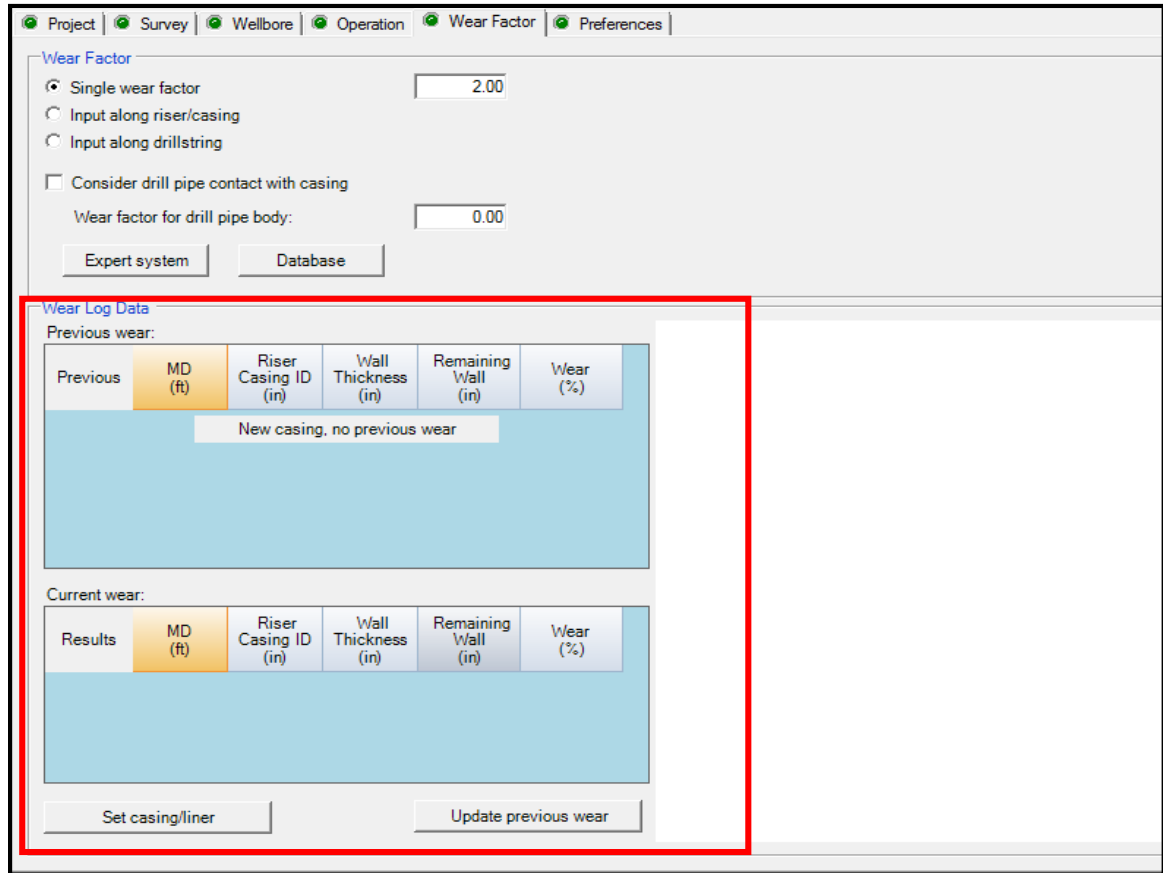 Project Survey Wellbore Operation Wear Factor Preferences
Wear Factor
Single wear factor 2.00
Input along riser/casing
Input along drillstring
Consider drill pipe contact with casing
Wear factor for drill pipe body: 0.00
Expert system Database
Wear Log Data
Previous wear:
Previous MD (ft) Riser Casing ID (in) Wall Thickness (in) Remaining Wall (in) Wear (%)
New casing, no previous wear
Current wear:
Results MD (ft) Riser Casing ID (in) Wall Thickness (in) Remaining Wall (in) Wear (%)
Set casing/liner Update previous wear